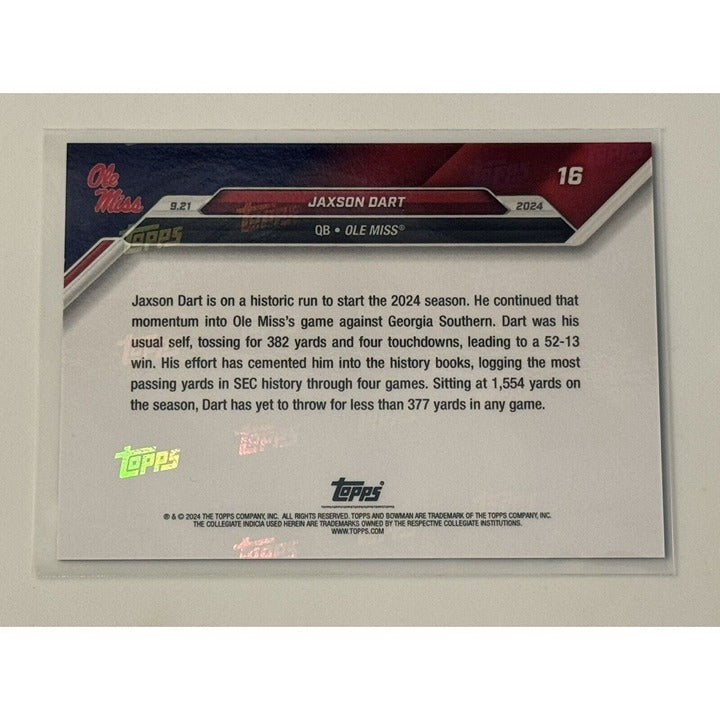 Ole
Miss
9.21
JAXSON DART
2024
16
QB • OLE MISS®
TOPPS
TOPPS
Jaxson Dart is on a historic run to start the 2024 season. He continued that
momentum into Ole Miss's game against Georgia Southern. Dart was his
usual self, tossing for 382 yards and four touchdowns, leading to a 52-13
win. His effort has cemented him into the history books, logging the most
passing yards in SEC history through four games. Sitting at 1,554 yards on
the season, Dart has yet to throw for less than 377 yards in any game.
TOPPS
TOPPS
TOPPS
® & © 2024 THE TOPPS COMPANY, INC. ALL RIGHTS RESERVED. TOPPS AND BOWMAN ARE TRADEMARK OF THE TOPPS COMPANY, INC.
THE COLLEGIATE INDICIA USED HEREIN ARE TRADEMARKS OWNED BY THE RESPECTIVE COLLEGIATE INSTITUTIONS.
WWW.TOPPS.COM
TOPPS